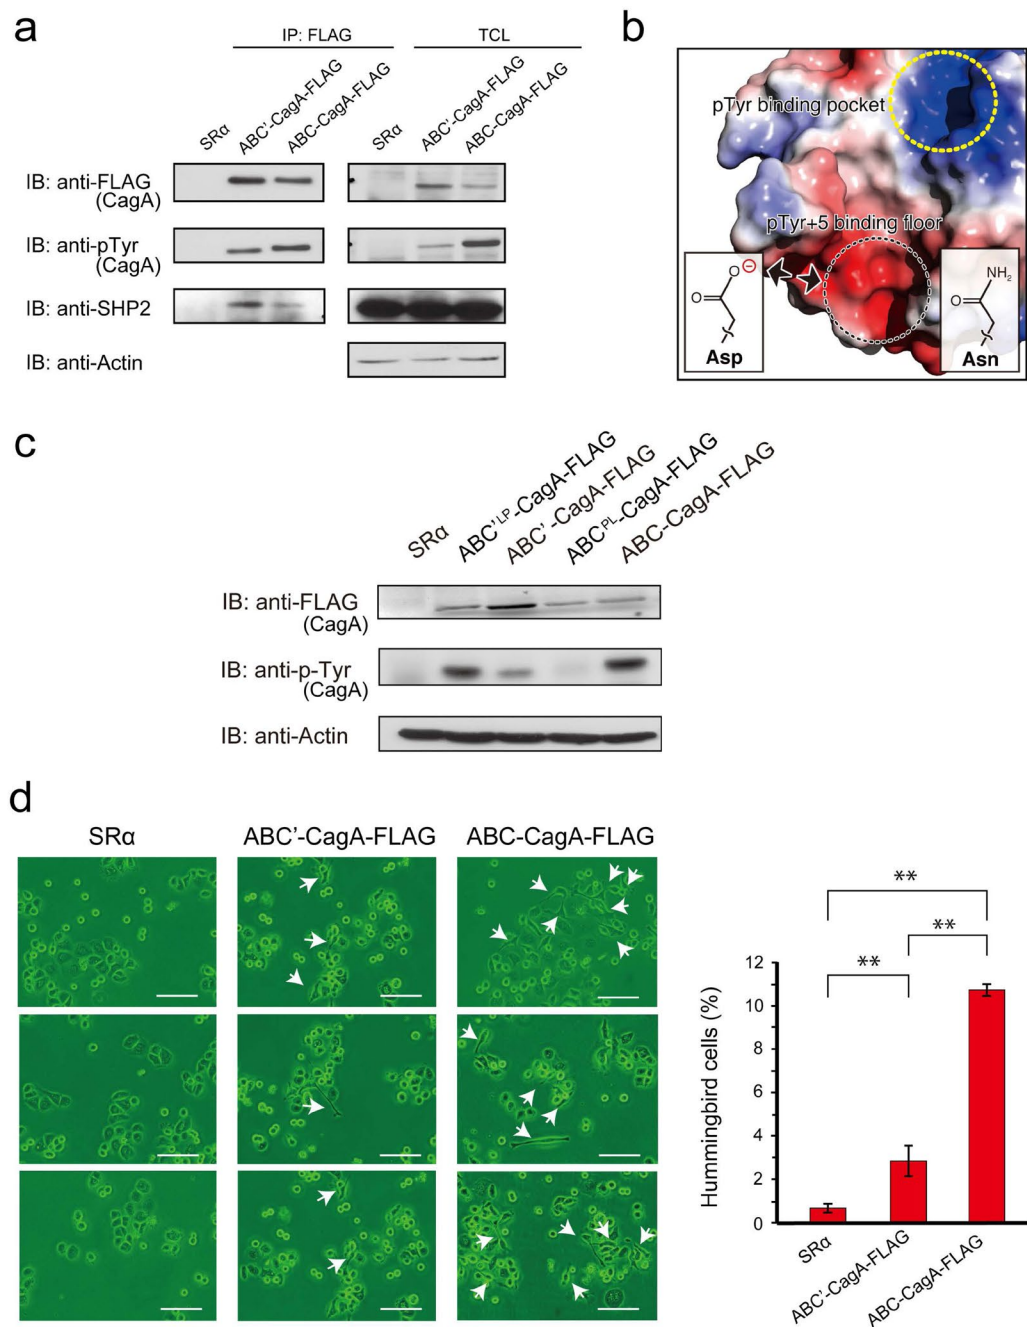 a
IP: FLAG
TCL
SRα
ABC'-CagA-FLAG
ABC-CagA-FLAG
SRα
ABC'-CagA-FLAG
ABC-CagA-FLAG
IB: anti-FLAG
(CagA)
IB: anti-pTyr
(CagA)
IB: anti-SHP2
IB: anti-Actin
b
pTyr binding pocket
pTyr+5 binding floor
O
O
⊖
Asp
O
NH₂
Asn
c
SRα
ABC'ᴸᴾ-CagA-FLAG
ABC'-CagA-FLAG
ABCᴾᴸ-CagA-FLAG
ABC-CagA-FLAG
IB: anti-FLAG
(CagA)
IB: anti-p-Tyr
(CagA)
IB: anti-Actin
d
SRα
ABC'-CagA-FLAG
ABC-CagA-FLAG
**
**
**
Hummingbird cells (%)
12
10
8
6
4
2
0
SRα
ABC'-CagA-FLAG
ABC-CagA-FLAG